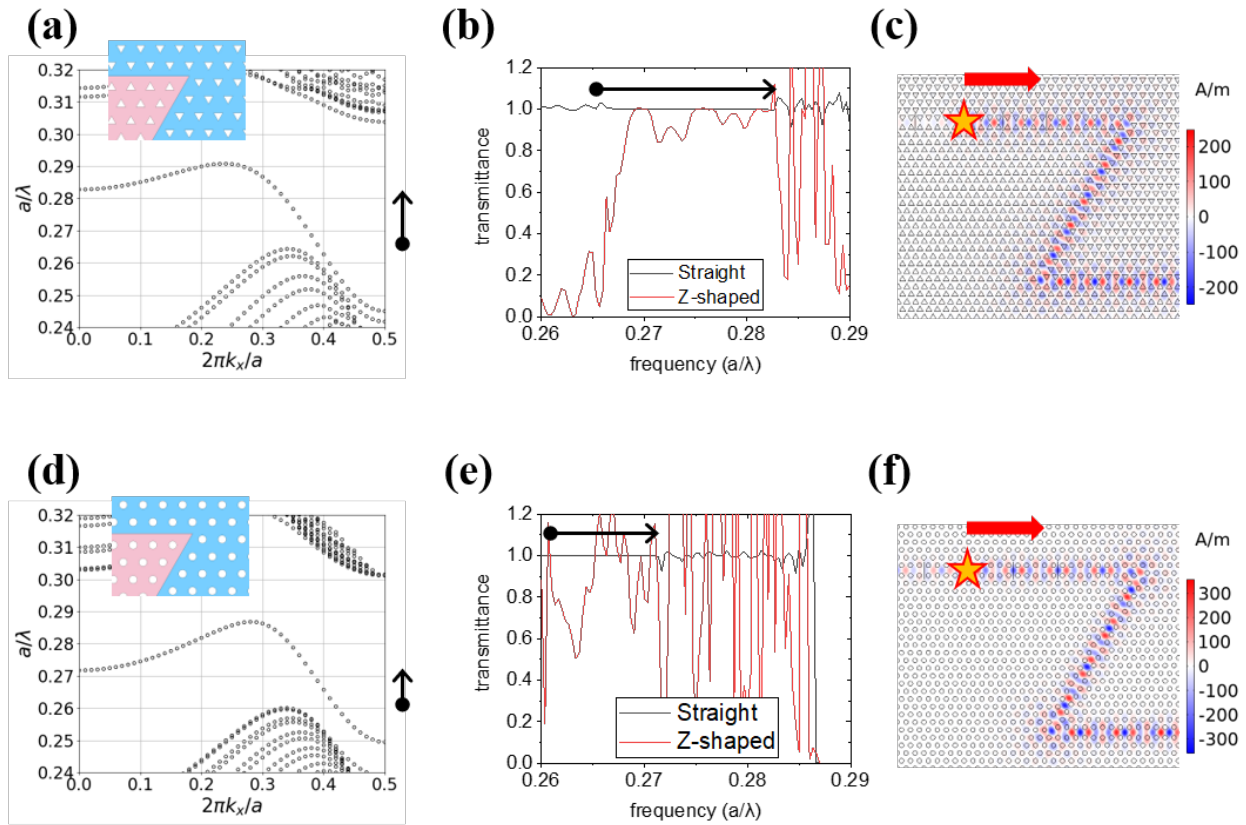 (a)
(b)
(c)
0.32
0.31
0.30
0.29
0.28
0.27
0.26
0.25
0.24
a/λ
0.0 0.1 0.2 0.3 0.4 0.5
2πkₓ/a
1.2
1.0
0.8
0.6
0.4
0.2
0.0
transmittance
Straight
Z-shaped
0.26 0.27 0.28 0.29
frequency (a/λ)
A/m
200
100
0
-100
-200
(d)
(e)
(f)
0.32
0.31
0.30
0.29
0.28
0.27
0.26
0.25
0.24
a/λ
0.0 0.1 0.2 0.3 0.4 0.5
2πkₓ/a
1.2
1.0
0.8
0.6
0.4
0.2
0.0
transmittance
Straight
Z-shaped
0.26 0.27 0.28 0.29
frequency (a/λ)
A/m
300
200
100
0
-100
-200
-300